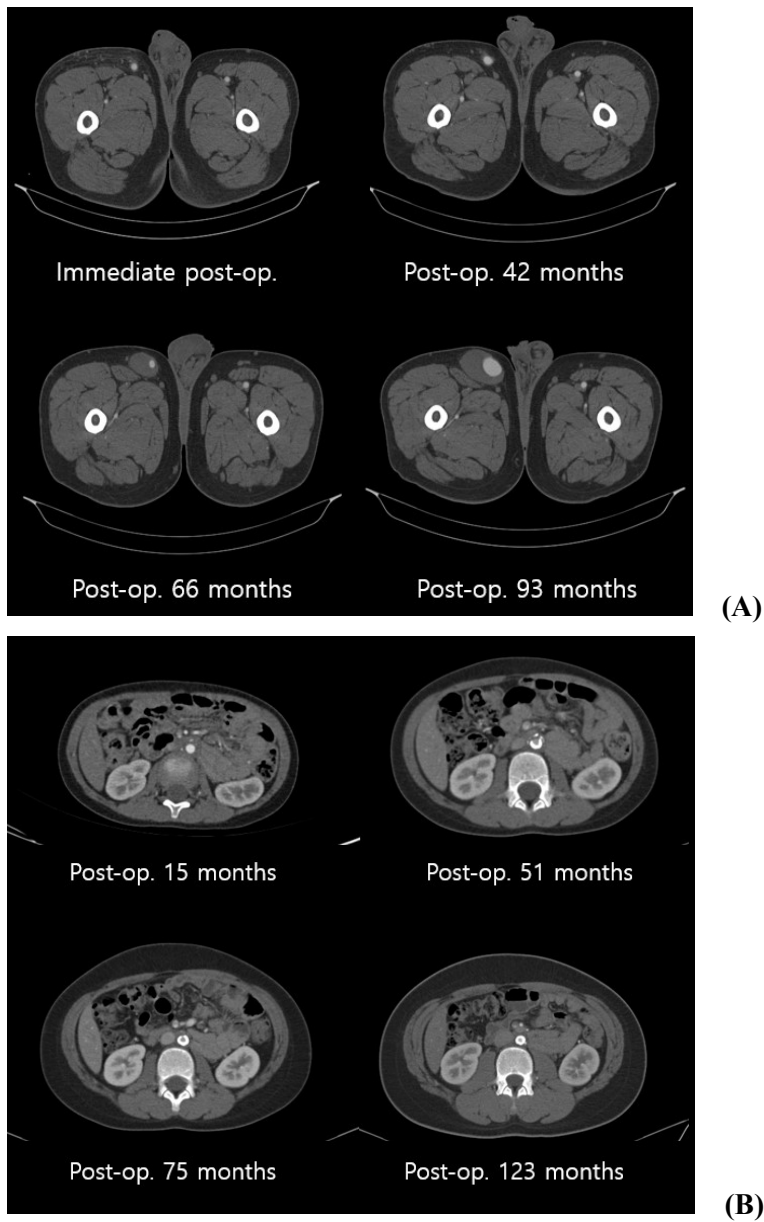 Immediate post-op.
Post-op. 42 months
Post-op. 66 months
Post-op. 93 months
(A)
Post-op. 15 months
Post-op. 51 months
Post-op. 75 months
Post-op. 123 months
(B)